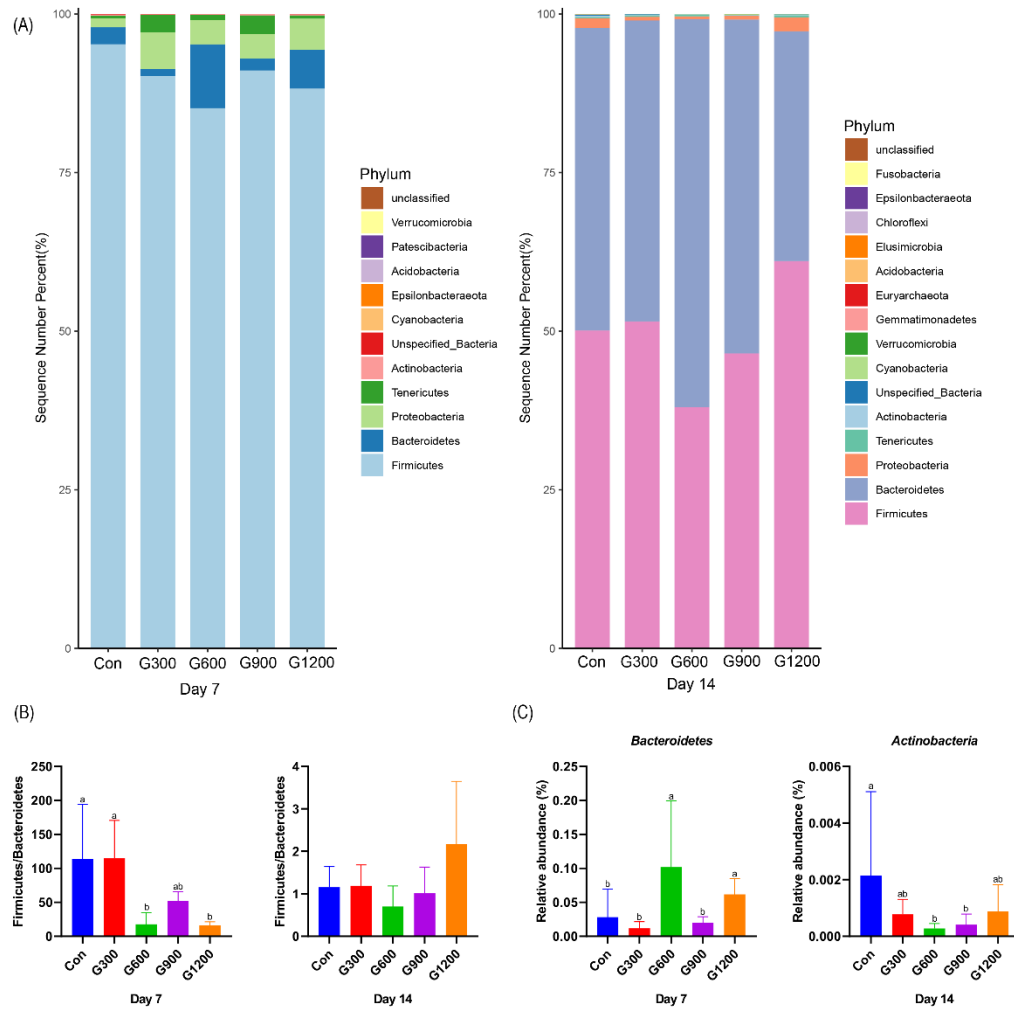 (A)
Sequence Number Percent(%)
100
75
50
25
0
Con G300 G600 G900 G1200
Day 7
Phylum
unclassified
Verrucomicrobia
Patescibacteria
Acidobacteria
Epsilonbacteraeota
Cyanobacteria
Unspecified_Bacteria
Actinobacteria
Tenericutes
Proteobacteria
Bacteroidetes
Firmicutes
Sequence Number Percent(%)
100
75
50
25
0
Con G300 G600 G900 G1200
Day 14
Phylum
unclassified
Fusobacteria
Epsilonbacteraeota
Chloroflexi
Elusimicrobia
Acidobacteria
Euryarchaeota
Gemmatimonadetes
Verrucomicrobia
Cyanobacteria
Unspecified_Bacteria
Actinobacteria
Tenericutes
Proteobacteria
Bacteroidetes
Firmicutes
(B)
Firmicutes/Bacteroidetes
250
200
150
100
50
0
a a b ab b
Con G300 G600 G900 G1200
Day 7
Firmicutes/Bacteroidetes
4
3
2
1
0
Con G300 G600 G900 G1200
Day 14
(C)
Bacteroidetes
Relative abundance (%)
0.25
0.20
0.15
0.10
0.05
0.00
b b a b a
Con G300 G600 G900 G1200
Day 7
Actinobacteria
Relative abundance (%)
0.006
0.004
0.002
0.000
a ab b b ab
Con G300 G600 G900 G1200
Day 14